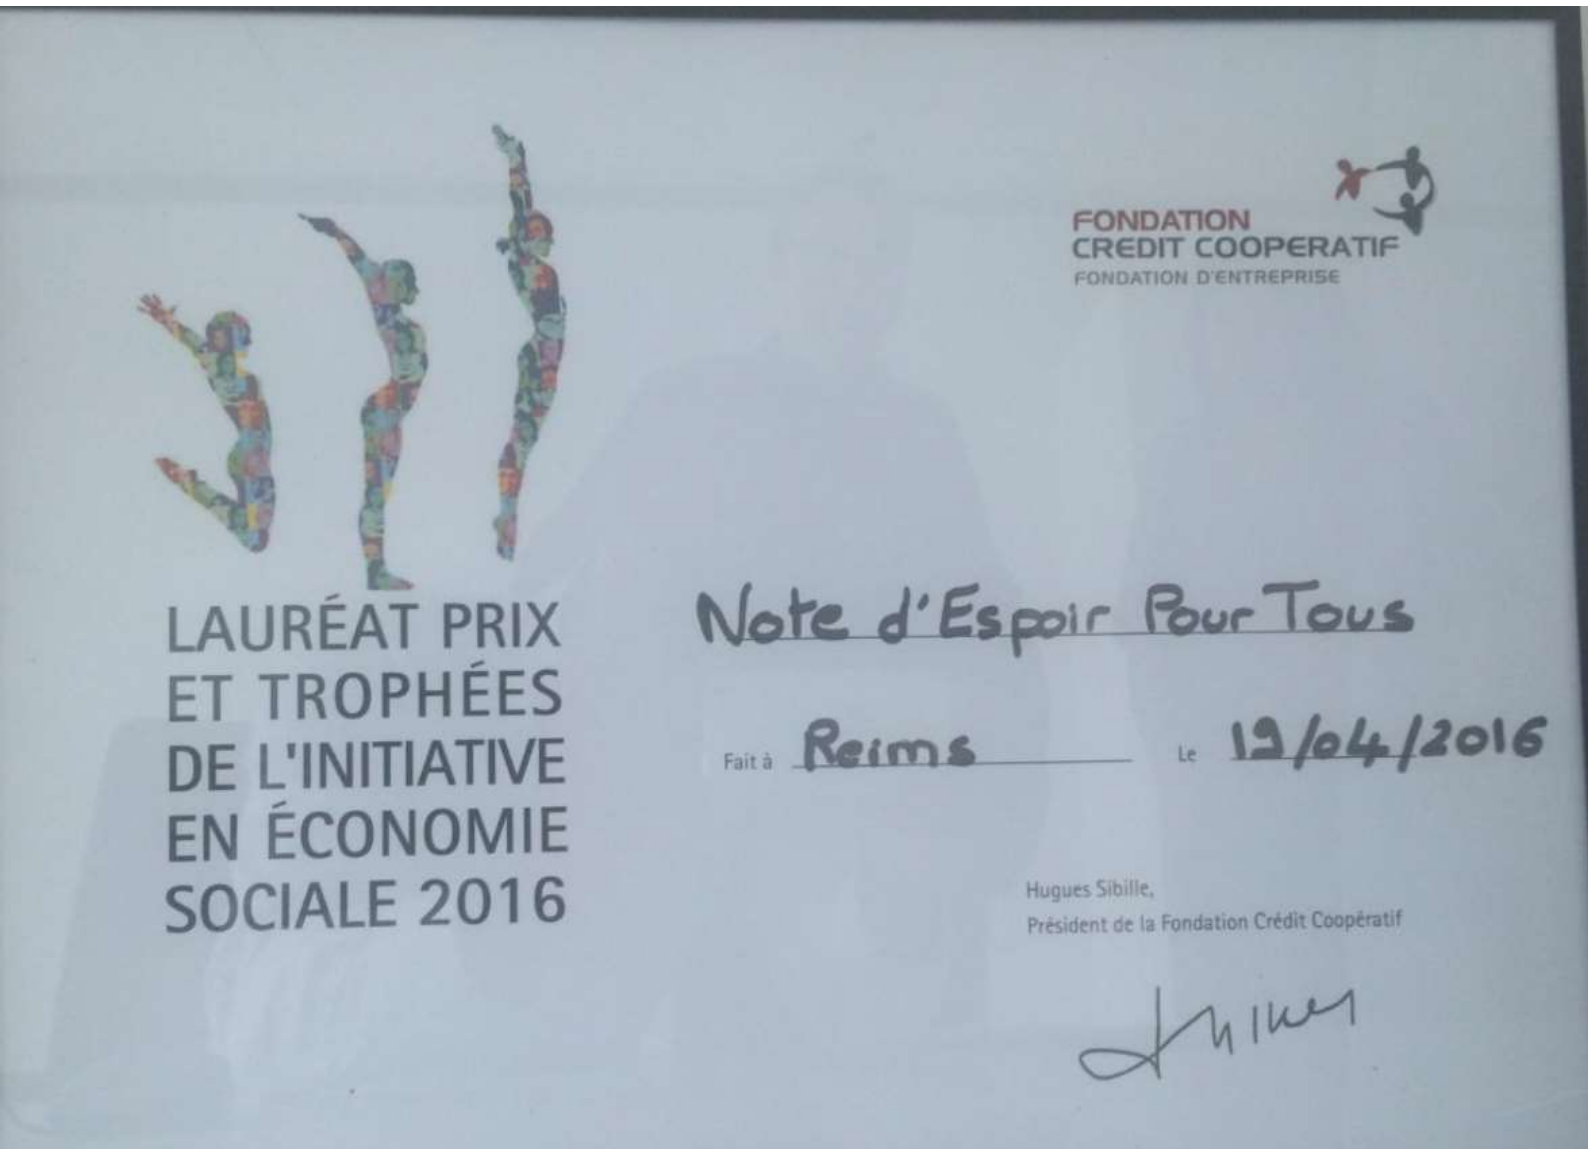 FONDATION
CREDIT COOPERATIF
FONDATION D'ENTREPRISE
LAURÉAT PRIX
ET TROPHÉES
DE L'INITIATIVE
EN ÉCONOMIE
SOCIALE 2016
Note d'Espoir Pour Tous
Fait à Reims Le 19/04/2016
Hugues Sibille,
Président de la Fondation Crédit Coopératif